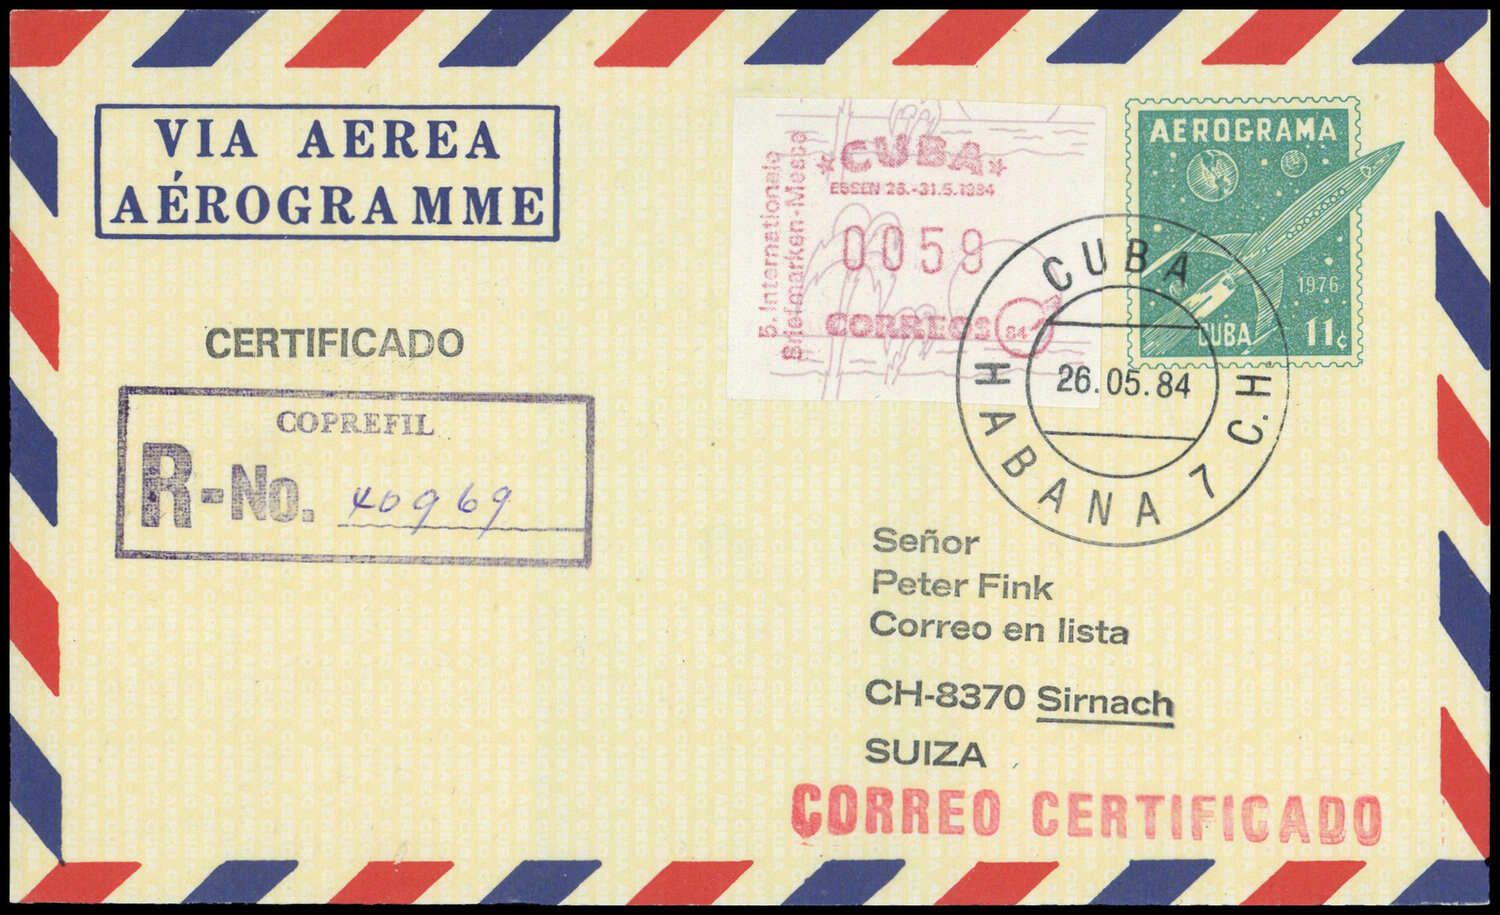 VIA AEREA
AÉROGRAMME
CERTIFICADO
COPREFIL
R-No. 40969
5. Internationale
Briefmarken-Messe
*CUBA*
ESSEN 26.-31.5.1984
0059
CORREOS 84
AEROGRAMA
1976
CUBA 11c
CUBA
26.05.84
HABANA 7 C.H
Señor
Peter Fink
Correo en lista
CH-8370 Sirnach
SUIZA
CORREO CERTIFICADO